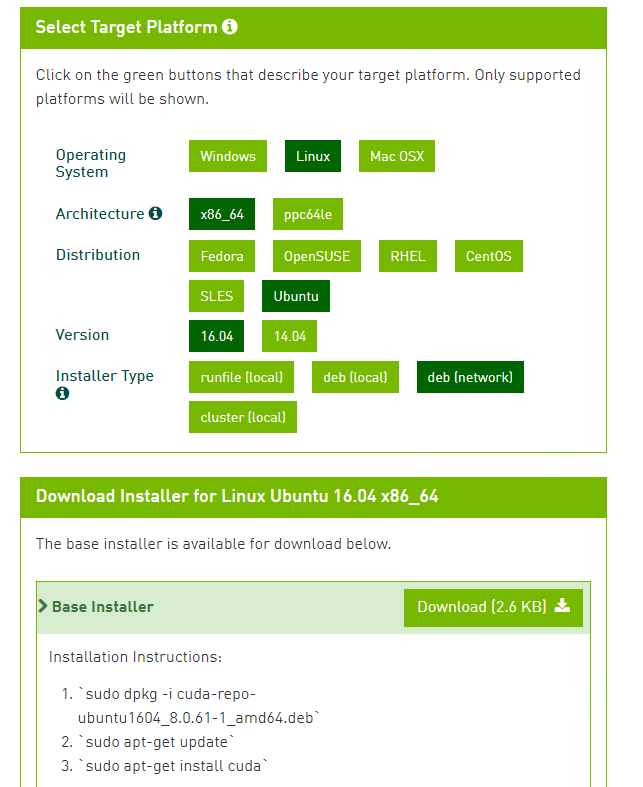 Select Target Platform
Click on the green buttons that describe your target platform. Only supported
platforms will be shown.
Operating
System
Windows Linux Mac OSX
Architecture x86_64 ppc64le
Distribution Fedora OpenSUSE RHEL CentOS
SLES Ubuntu
Version 16.04 14.04
Installer Type runfile (local) deb (local) deb (network)
cluster (local)
Download Installer for Linux Ubuntu 16.04 x86_64
The base installer is available for download below.
Base Installer Download (2.6 KB)
Installation Instructions:
1. `sudo dpkg -i cuda-repo-
ubuntu1604_8.0.61-1_amd64.deb`
2. `sudo apt-get update`
3. `sudo apt-get install cuda`